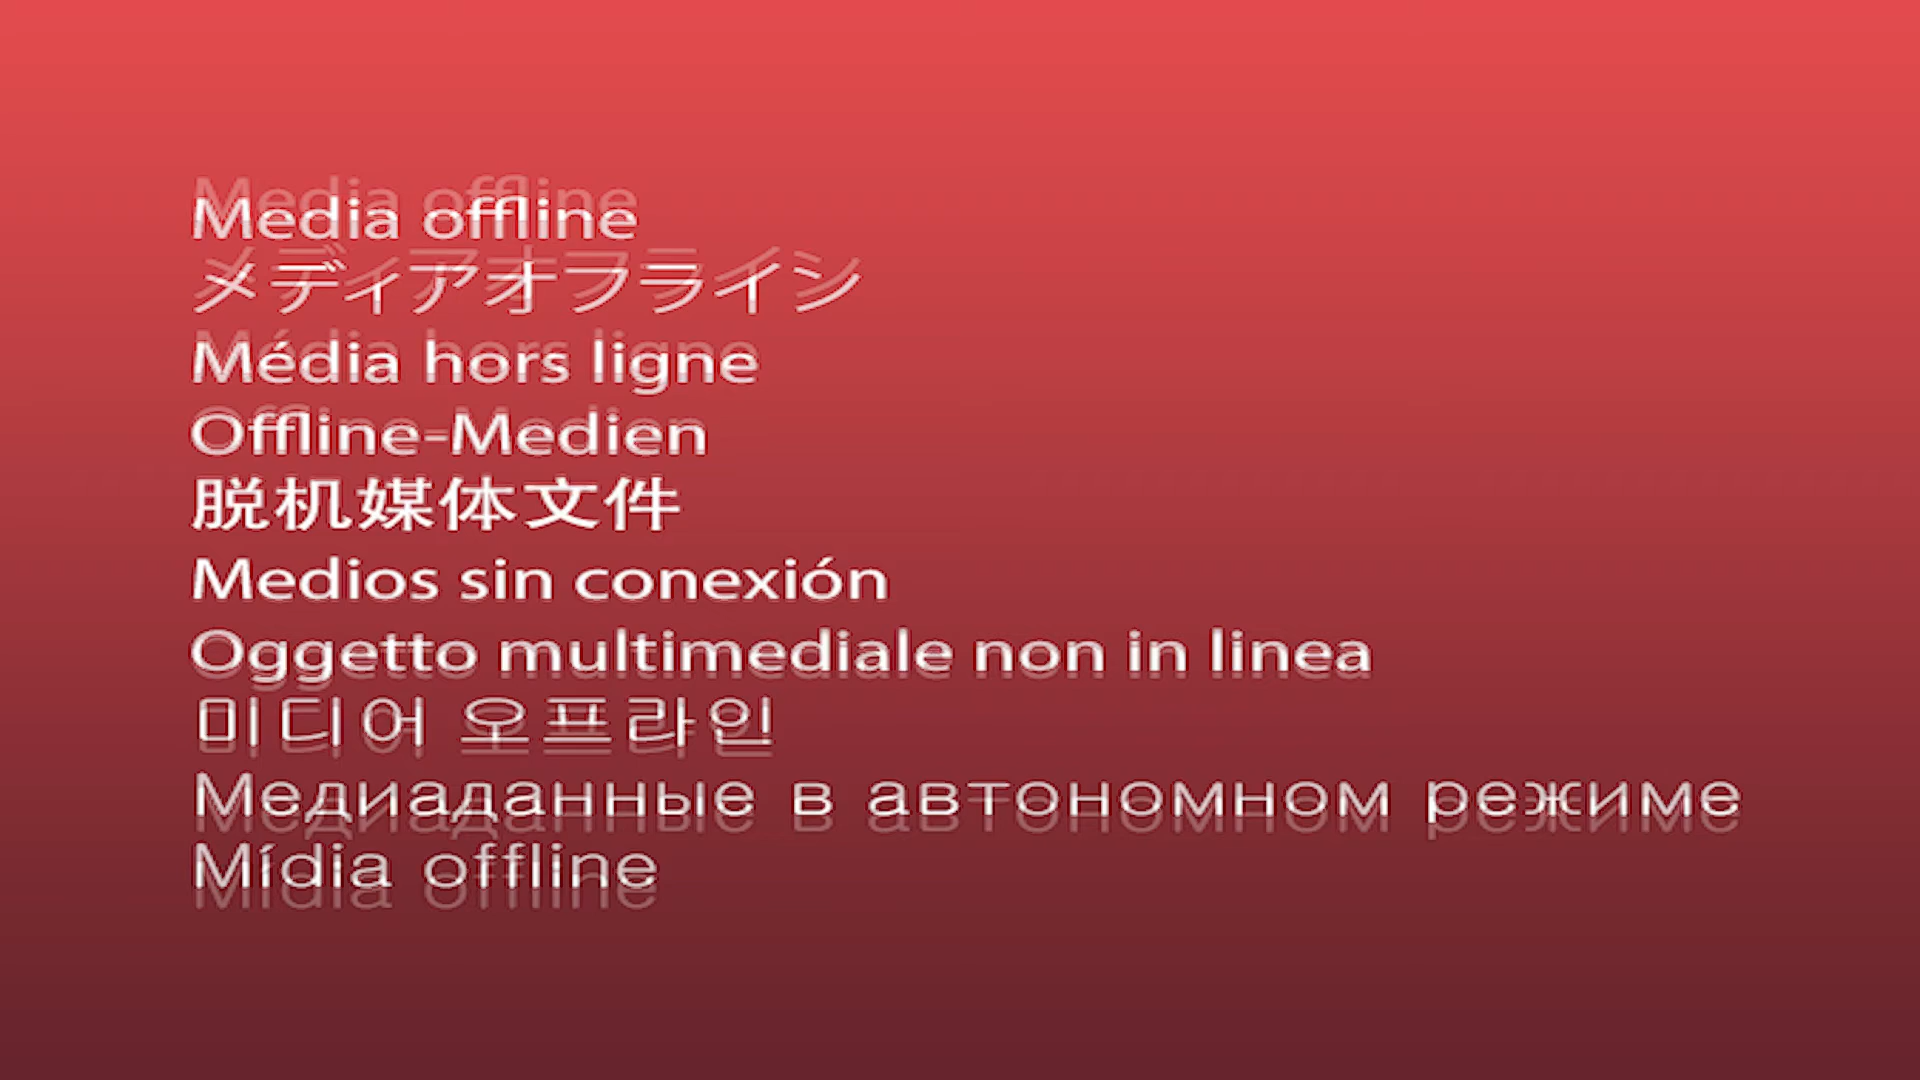 Media offline
メディアオフライン
Média hors ligne
Offline-Medien
脱机媒体文件
Medios sin conexión
Oggetto multimediale non in linea
미디어 오프라인
Медиаданные в автономном режиме
Mídia offline